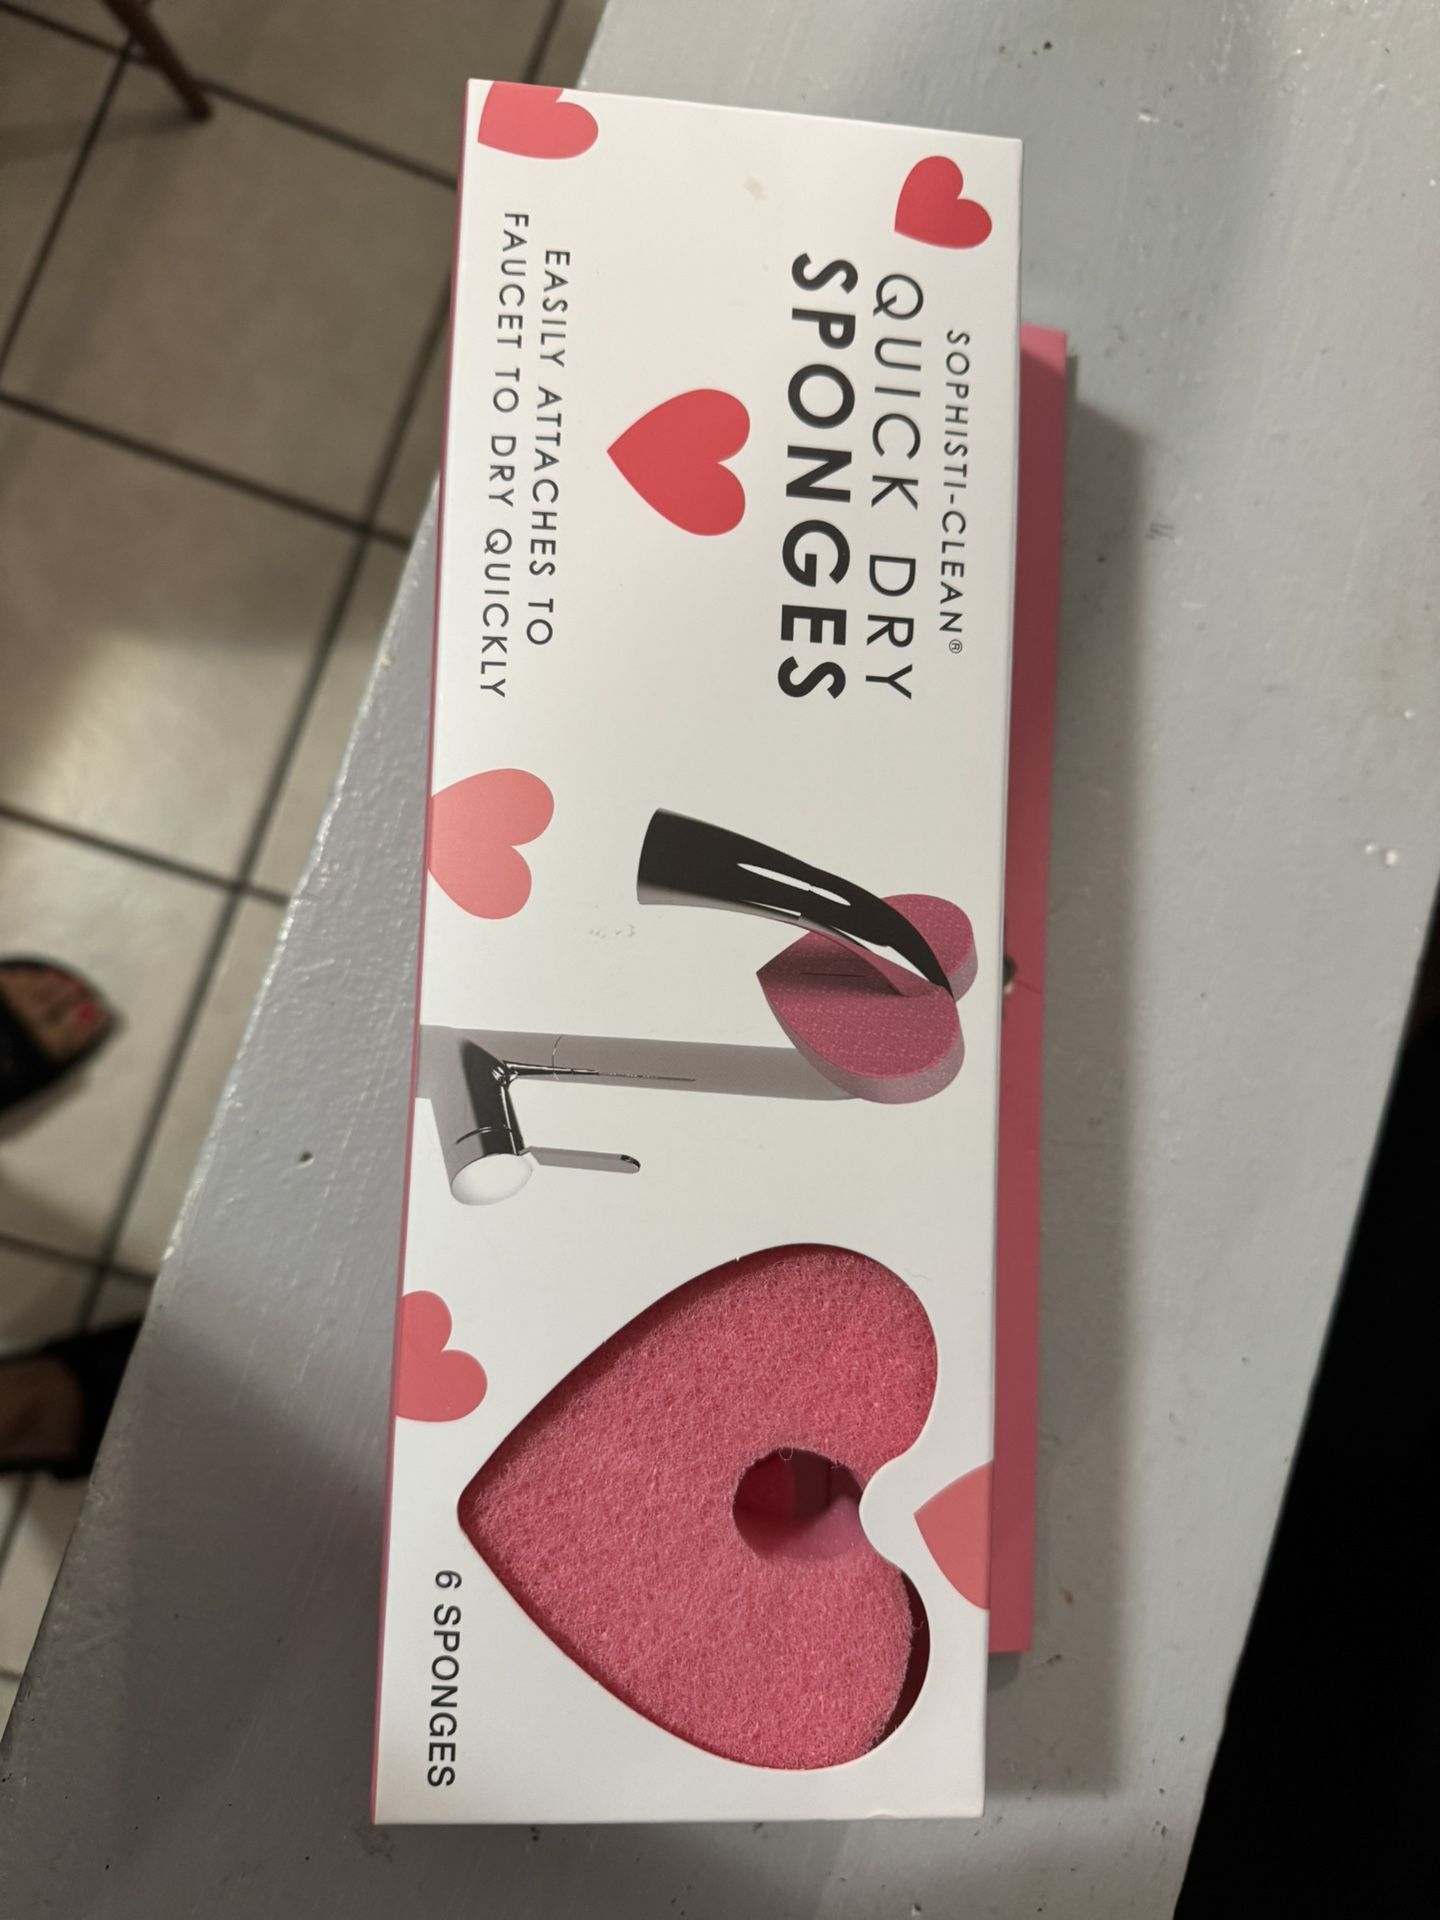 SOPHISTI-CLEAN®
QUICK DRY
SPONGES
EASILY ATTACHES TO
FAUCET TO DRY QUICKLY
6 SPONGES